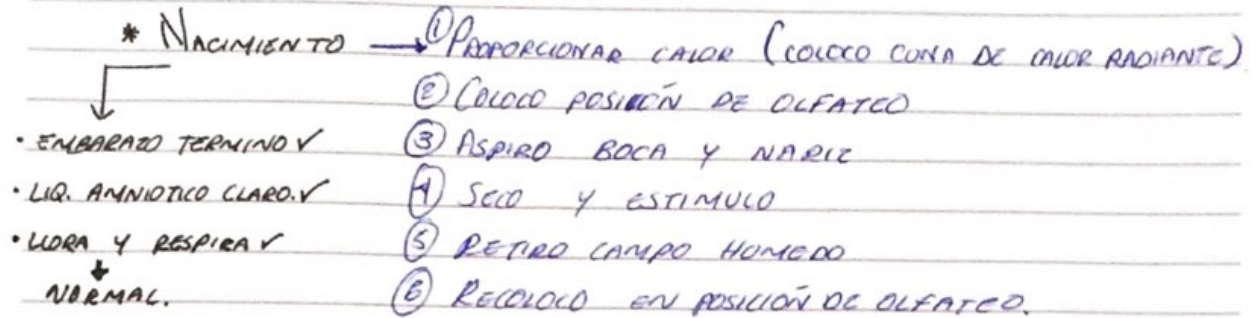 * NACIMIENTO → ① PROPORCIONAR CALOR (COLOCO CUNA DE CALOR RADIANTE)
② COLOCO POSICIÓN DE OLFATEO
• EMBARAZO TERMINO ✓ ③ ASPIRO BOCA Y NARIZ
• LIQ. AMNIOTICO CLARO. ✓ ④ SECO Y ESTIMULO
• LLORA Y RESPIRA ✓ ⑤ RETIRO CAMPO HUMEDO
NORMAL. ⑥ RECOLOCO EN POSICIÓN DE OLFATEO.